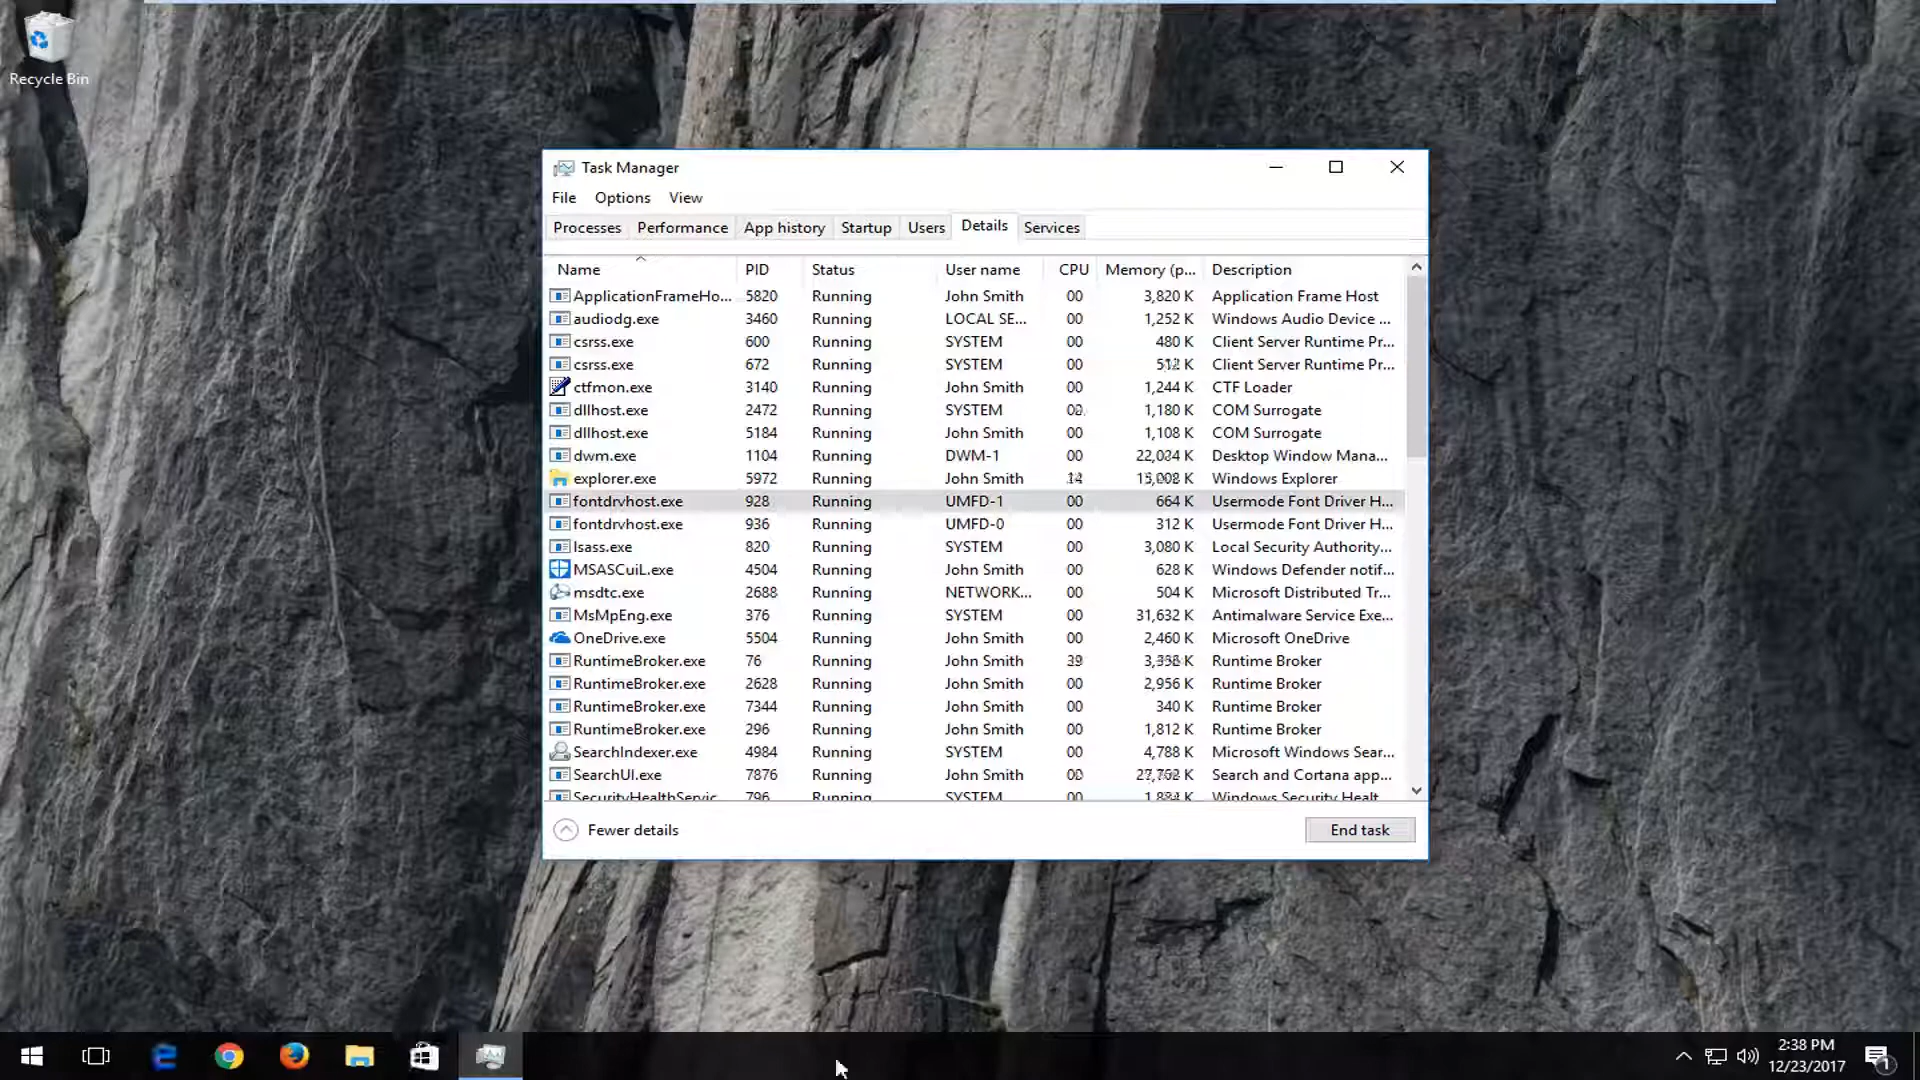 Recycle Bin
Task Manager
File Options View
Processes Performance App history Startup Users Details Services
Name PID Status User name CPU Memory (p... Description
ApplicationFrameHo... 5820 Running John Smith 00 3,820 K Application Frame Host
audiodg.exe 3460 Running LOCAL SE... 00 1,252 K Windows Audio Device ...
csrss.exe 600 Running SYSTEM 00 480 K Client Server Runtime Pr...
csrss.exe 672 Running SYSTEM 00 K Client Server Runtime Pr...
ctfmon.exe 3140 Running John Smith 00 1,244 K CTF Loader
dllhost.exe 2472 Running SYSTEM 1,180 K COM Surrogate
dllhost.exe 5184 Running John Smith 00 1,108 K COM Surrogate
dwm.exe 1104 Running DWM-1 00 K Desktop Window Mana...
explorer.exe 5972 Running John Smith K Windows Explorer
fontdrvhost.exe 928 Running UMFD-1 00 664 K Usermode Font Driver H...
fontdrvhost.exe 936 Running UMFD-0 00 312 K Usermode Font Driver H...
lsass.exe 820 Running SYSTEM 00 3,080 K Local Security Authority...
MSASCuiL.exe 4504 Running John Smith 00 628 K Windows Defender notif...
msdtc.exe 2688 Running NETWORK... 00 504 K Microsoft Distributed Tr...
MsMpEng.exe 376 Running SYSTEM 00 31,632 K Antimalware Service Exe...
OneDrive.exe 5504 Running John Smith 00 2,460 K Microsoft OneDrive
RuntimeBroker.exe 76 Running John Smith K Runtime Broker
RuntimeBroker.exe 2628 Running John Smith 00 2,956 K Runtime Broker
RuntimeBroker.exe 7344 Running John Smith 00 340 K Runtime Broker
RuntimeBroker.exe 296 Running John Smith 00 1,812 K Runtime Broker
SearchIndexer.exe 4984 Running SYSTEM 00 4,788 K Microsoft Windows Sear...
SearchUI.exe 7876 Running John Smith K Search and Cortana app...
SecurityHealthServic 796 Running SYSTEM 00 K Windows Security Healt
Fewer details End task
2:38 PM
12/23/2017
1